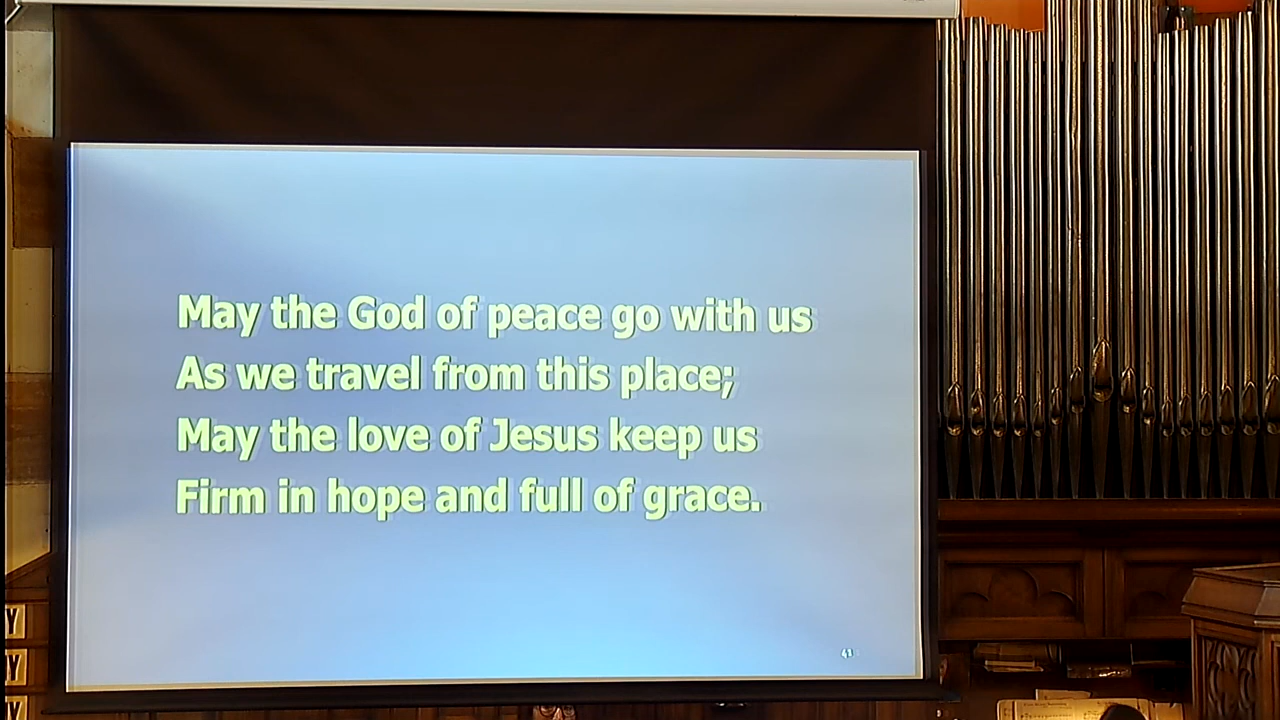 May the God of peace go with us
As we travel from this place;
May the love of Jesus keep us
Firm in hope and full of grace.
41
Y
Y
Y